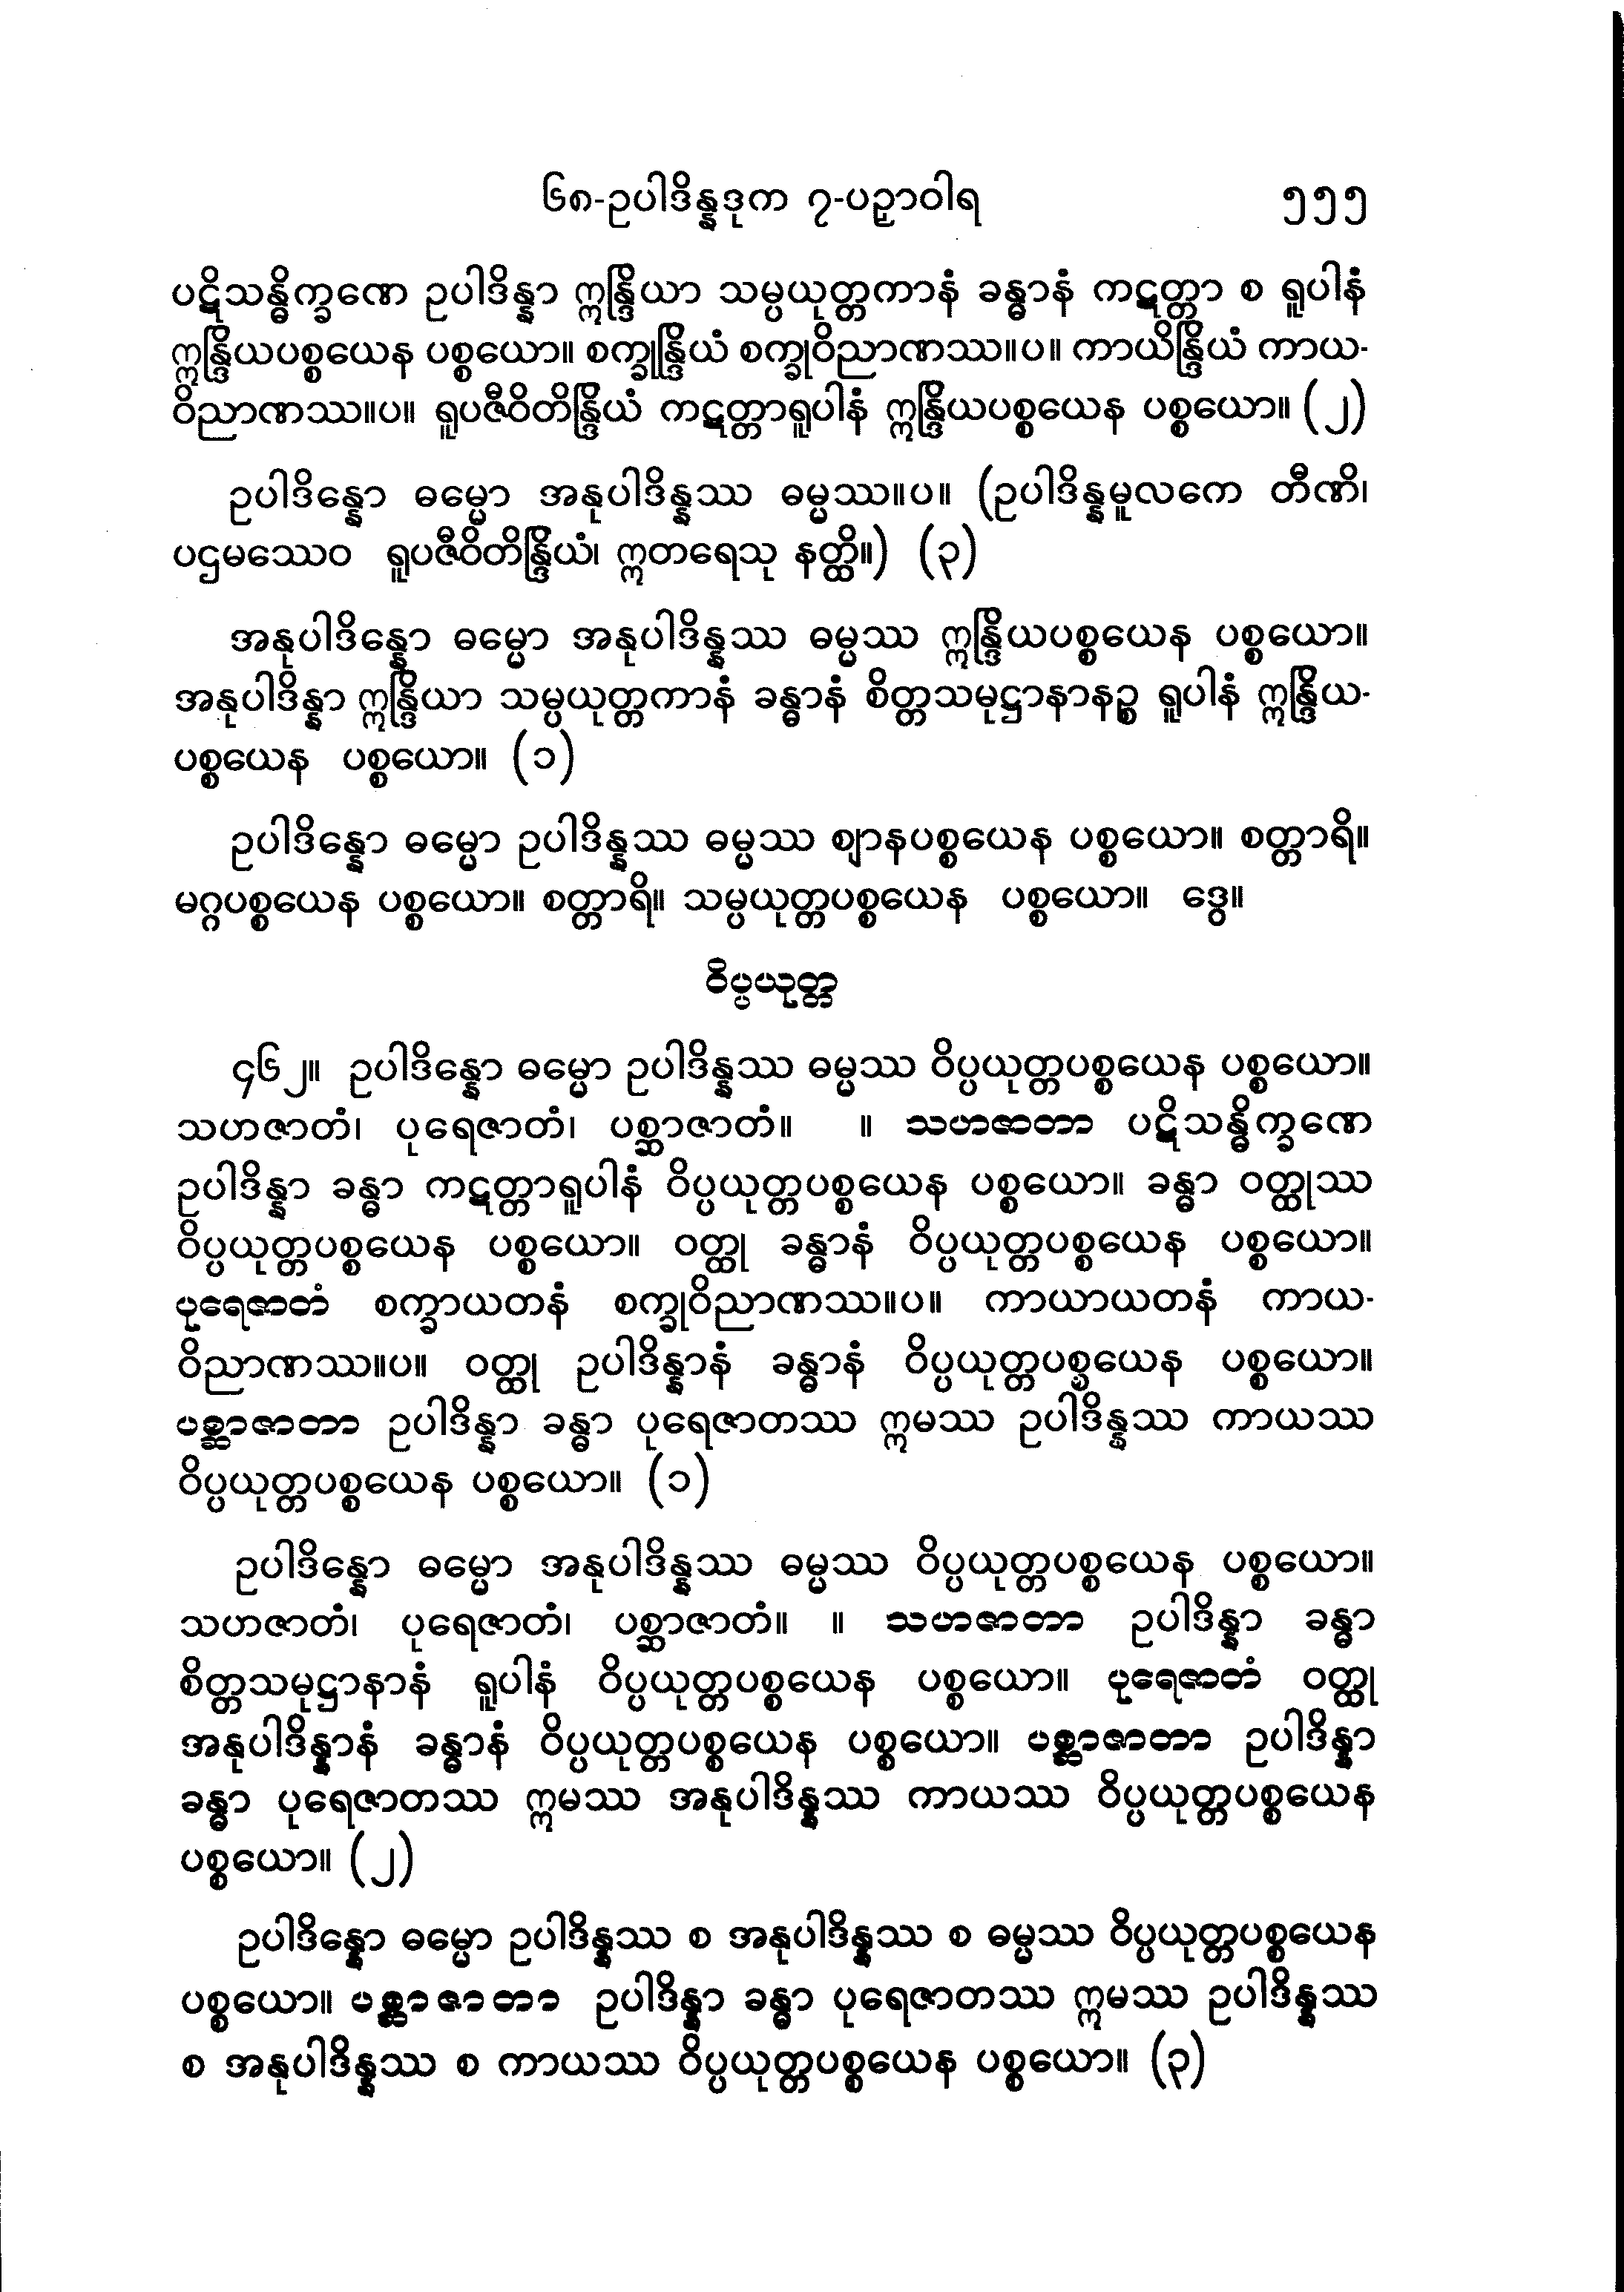 ၆၈-ဥပါဒိန္နဒုက ၇-ပဉှာဝါရ ၅၅၅
ပဋိသန္ဓိက္ခဏေ ဥပါဒိန္နာ ဣန္ဒြိယာ သမ္ပယုတ္တကာနံ ခန္ဓာနံ ကဋတ္တာ စ ရူပါနံ
ဣန္ဒြိယပစ္စယေန ပစ္စယော။ စက္ခုန္ဒြိယံ စက္ခုဝိညာဏဿ။ပ။ ကာယိန္ဒြိယံ ကာယ-
ဝိညာဏဿ။ပ။ ရူပဇီဝိတိန္ဒြိယံ ကဋတ္တာရူပါနံ ဣန္ဒြိယပစ္စယေန ပစ္စယော။ (၂)
ဥပါဒိန္နော ဓမ္မော အနုပါဒိန္နဿ ဓမ္မဿ။ပ။ (ဥပါဒိန္နမူလကေ တီဏိ၊
ပဌမဿေဝ ရူပဇီဝိတိန္ဒြိယံ၊ ဣတရေသု နတ္ထိ။) (၃)
အနုပါဒိန္နော ဓမ္မော အနုပါဒိန္နဿ ဓမ္မဿ ဣန္ဒြိယပစ္စယေန ပစ္စယော။
အနုပါဒိန္နာ ဣန္ဒြိယာ သမ္ပယုတ္တကာနံ ခန္ဓာနံ စိတ္တသမုဋ္ဌာနာနဉ္စ ရူပါနံ ဣန္ဒြိယ-
ပစ္စယေန ပစ္စယော။ (၁)
ဥပါဒိန္နော ဓမ္မော ဥပါဒိန္နဿ ဓမ္မဿ ဈာနပစ္စယေန ပစ္စယော။ စတ္တာရိ။
မဂ္ဂပစ္စယေန ပစ္စယော။ စတ္တာရိ။ သမ္ပယုတ္တပစ္စယေန ပစ္စယော။ ဒွေ။
ဝိပ္ပယုတ္တ
၄၆၂။ ဥပါဒိန္နော ဓမ္မော ဥပါဒိန္နဿ ဓမ္မဿ ဝိပ္ပယုတ္တပစ္စယေန ပစ္စယော။
သဟဇာတံ၊ ပုရေဇာတံ၊ ပစ္ဆာဇာတံ။ ။ သဟဇာတာ ပဋိသန္ဓိက္ခဏေ
ဥပါဒိန္နာ ခန္ဓာ ကဋတ္တာရူပါနံ ဝိပ္ပယုတ္တပစ္စယေန ပစ္စယော။ ခန္ဓာ ဝတ္ထုဿ
ဝိပ္ပယုတ္တပစ္စယေန ပစ္စယော။ ဝတ္ထု ခန္ဓာနံ ဝိပ္ပယုတ္တပစ္စယေန ပစ္စယော။
ပုရေဇာတံ စက္ခာယတနံ စက္ခုဝိညာဏဿ။ပ။ ကာယာယတနံ ကာယ-
ဝိညာဏဿ။ပ။ ဝတ္ထု ဥပါဒိန္နာနံ ခန္ဓာနံ ဝိပ္ပယုတ္တပစ္စယေန ပစ္စယော။
ပစ္ဆာဇာတာ ဥပါဒိန္နာ ခန္ဓာ ပုရေဇာတဿ ဣမဿ ဥပါဒိန္နဿ ကာယဿ
ဝိပ္ပယုတ္တပစ္စယေန ပစ္စယော။ (၁)
ဥပါဒိန္နော ဓမ္မော အနုပါဒိန္နဿ ဓမ္မဿ ဝိပ္ပယုတ္တပစ္စယေန ပစ္စယော။
သဟဇာတံ၊ ပုရေဇာတံ၊ ပစ္ဆာဇာတံ။ ။ သဟဇာတာ ဥပါဒိန္နာ ခန္ဓာ
စိတ္တသမုဋ္ဌာနာနံ ရူပါနံ ဝိပ္ပယုတ္တပစ္စယေန ပစ္စယော။ ပုရေဇာတံ ဝတ္ထု
အနုပါဒိန္နာနံ ခန္ဓာနံ ဝိပ္ပယုတ္တပစ္စယေန ပစ္စယော။ ပစ္ဆာဇာတာ ဥပါဒိန္နာ
ခန္ဓာ ပုရေဇာတဿ ဣမဿ အနုပါဒိန္နဿ ကာယဿ ဝိပ္ပယုတ္တပစ္စယေန
ပစ္စယော။ (၂)
ဥပါဒိန္နော ဓမ္မော ဥပါဒိန္နဿ စ အနုပါဒိန္နဿ စ ဓမ္မဿ ဝိပ္ပယုတ္တပစ္စယေန
ပစ္စယော။ ပစ္ဆာဇာတာ ဥပါဒိန္နာ ခန္ဓာ ပုရေဇာတဿ ဣမဿ ဥပါဒိန္နဿ
စ အနုပါဒိန္နဿ စ ကာယဿ ဝိပ္ပယုတ္တပစ္စယေန ပစ္စယော။ (၃)